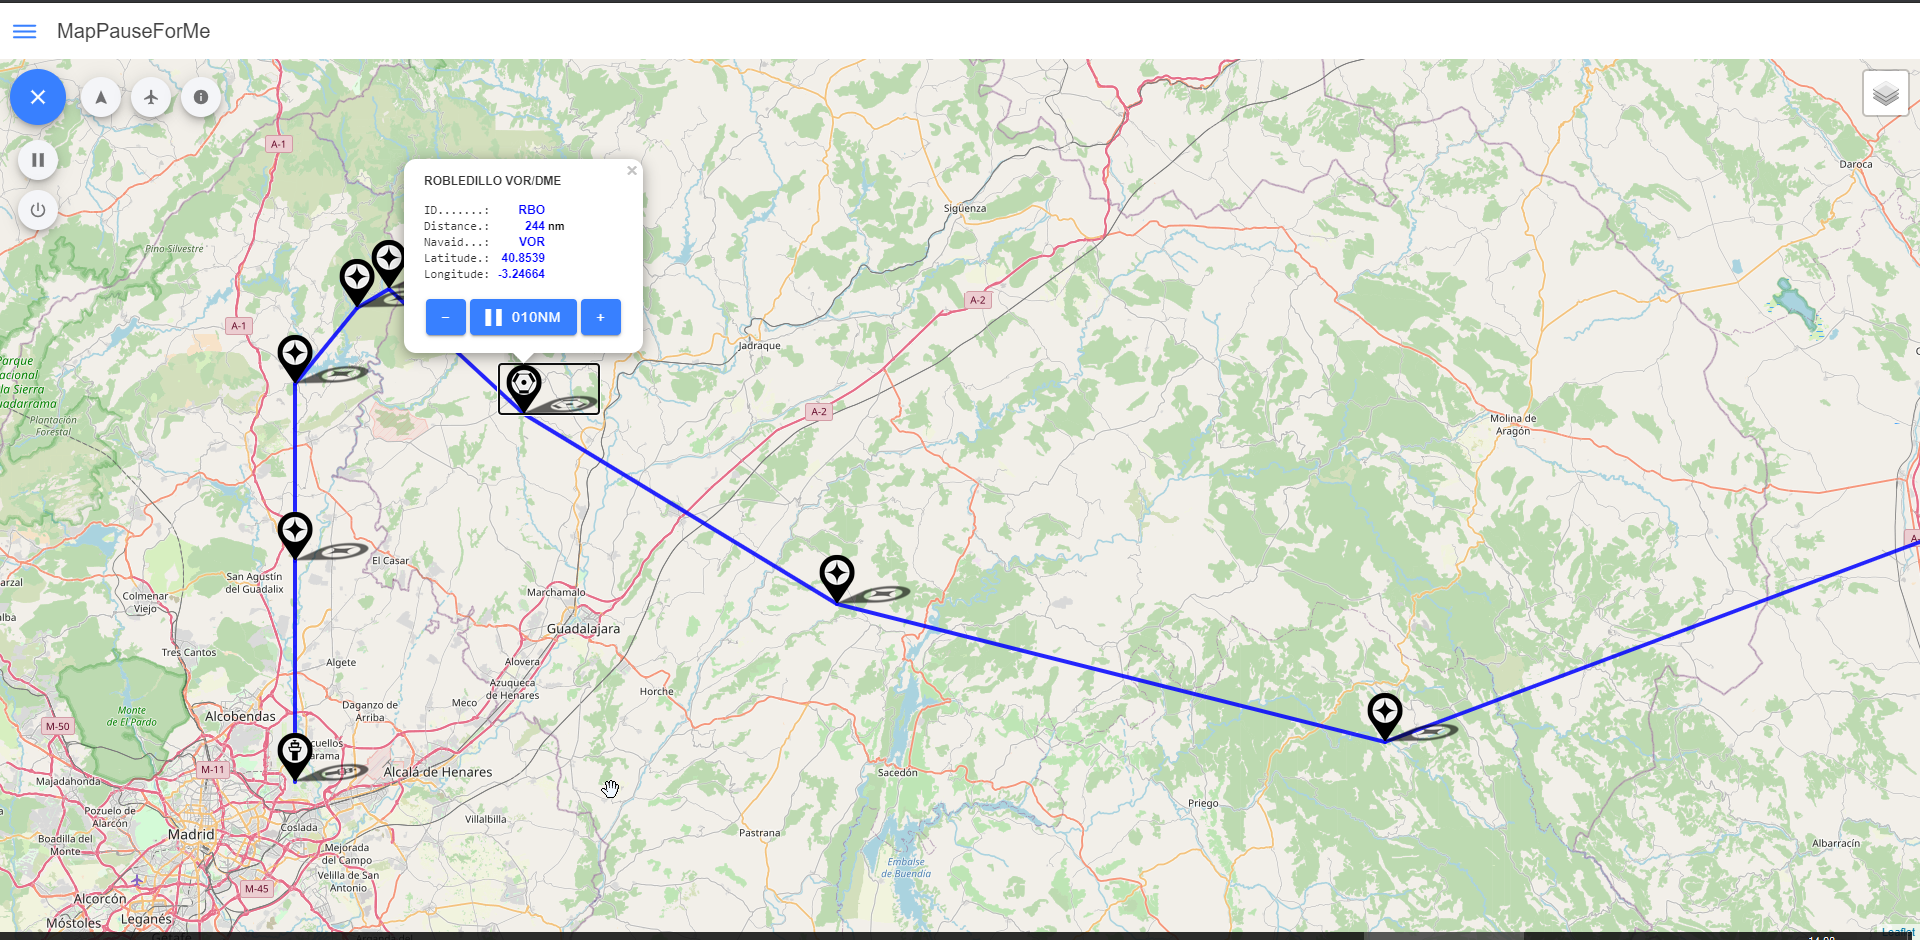 MapPauseForMe
A-1
Daroca
ROBLEDILLO VOR/DME
×
ID.......: RBO
Distance.: 244 nm
Navaid...: VOR
Latitude.: 40.8539
Longitude: -3.24664
− 010NM +
Sigüenza
Pino Silvestre
A-2
A-1
Jadraque
Parque
la Sierra
Plantación
Forestal
A-2
Molina de
Aragón
El Casar
San Agustín
del Guadalix
Colmenar
Viejo
Marchamalo
Guadalajara
Tres Cantos
Algete
Alovera
Azuqueca
de Henares
Meco
Horche
Monte
de El Pardo
Alcobendas
Daganzo de
Arriba
M-50
M-11
Majadahonda
Alcalá de Henares
Sacedón
Priego
Pozuelo de
Alarcón
Madrid
Coslada
Villalbilla
Pastrana
Boadilla del
Monte
Mejorada
del Campo
Velilla de San
Antonio
Albarracín
Embalse
de Buendía
M-45
Alcorcón
Leganés
Móstoles
Leaflet